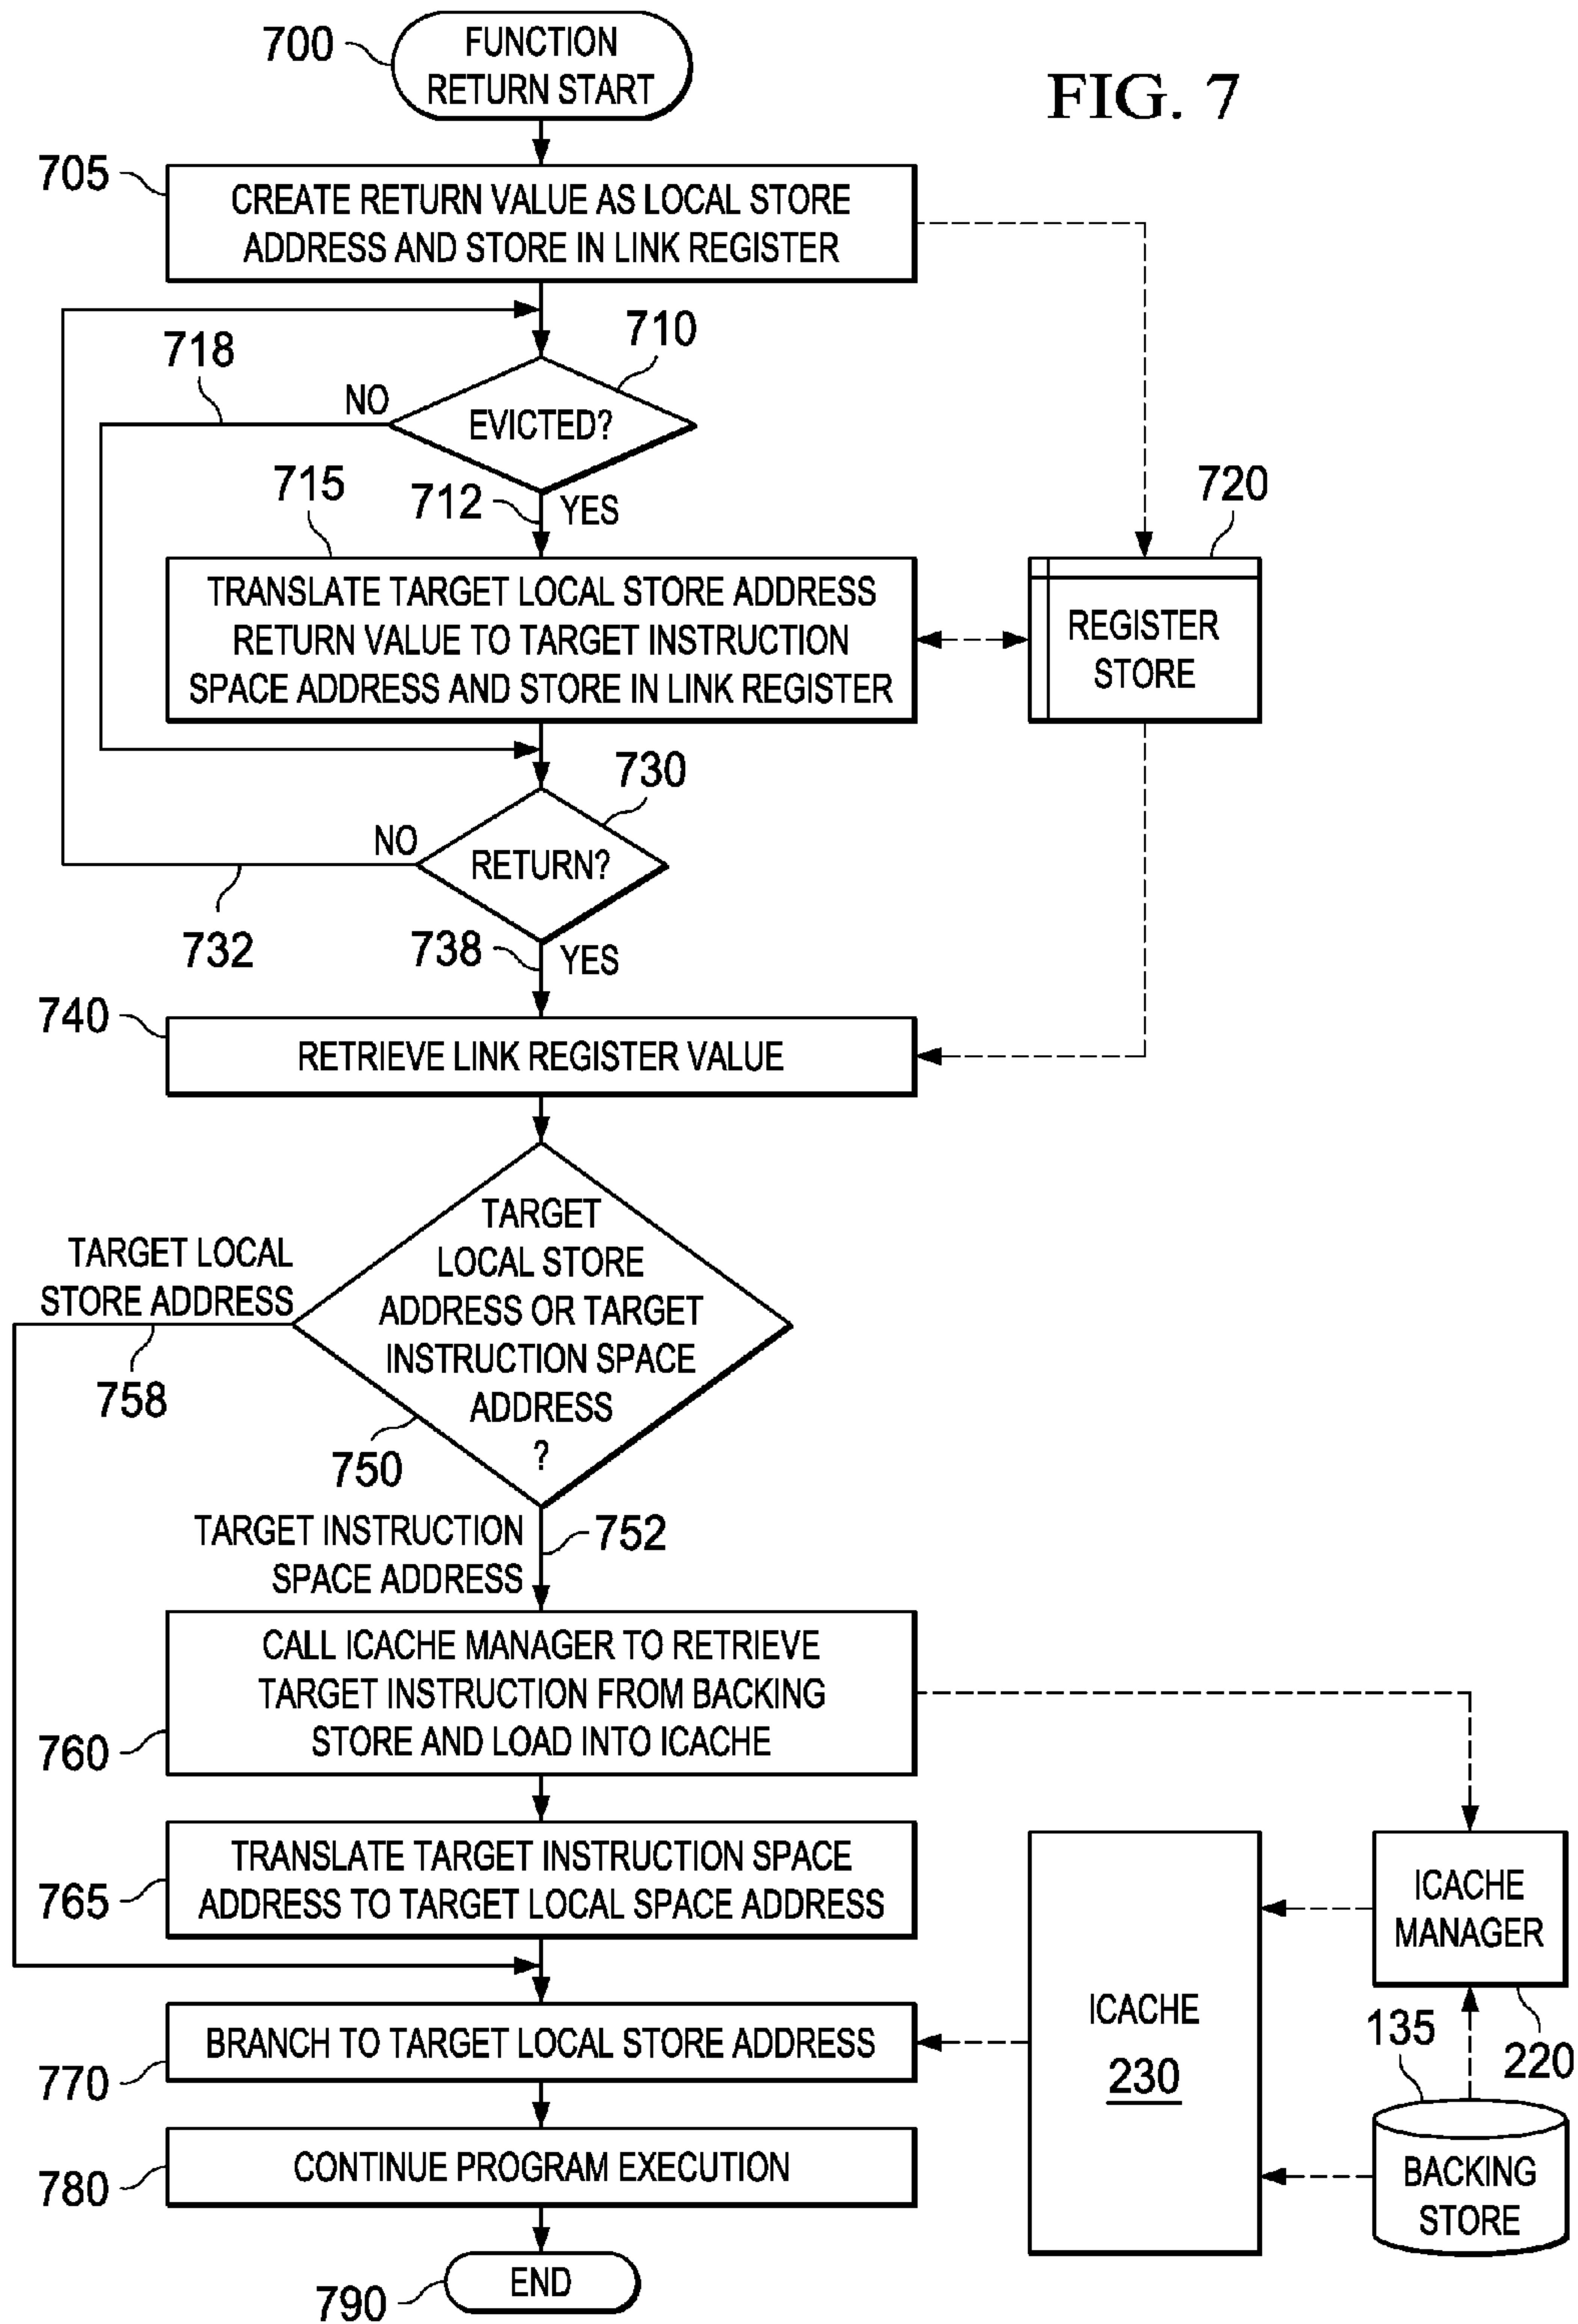 700
FUNCTION
RETURN START
FIG. 7
705
CREATE RETURN VALUE AS LOCAL STORE
ADDRESS AND STORE IN LINK REGISTER
718
NO
710
EVICTED?
715
712
YES
720
TRANSLATE TARGET LOCAL STORE ADDRESS
RETURN VALUE TO TARGET INSTRUCTION
SPACE ADDRESS AND STORE IN LINK REGISTER
REGISTER
STORE
730
NO
RETURN?
732
738
YES
740
RETRIEVE LINK REGISTER VALUE
TARGET LOCAL
STORE ADDRESS
758
TARGET
LOCAL STORE
ADDRESS OR TARGET
INSTRUCTION SPACE
ADDRESS
?
750
TARGET INSTRUCTION
SPACE ADDRESS
752
CALL ICACHE MANAGER TO RETRIEVE
TARGET INSTRUCTION FROM BACKING
STORE AND LOAD INTO ICACHE
760
TRANSLATE TARGET INSTRUCTION SPACE
ADDRESS TO TARGET LOCAL SPACE ADDRESS
765
ICACHE
MANAGER
220
ICACHE
230
135
BRANCH TO TARGET LOCAL STORE ADDRESS
770
BACKING
STORE
CONTINUE PROGRAM EXECUTION
780
END
790